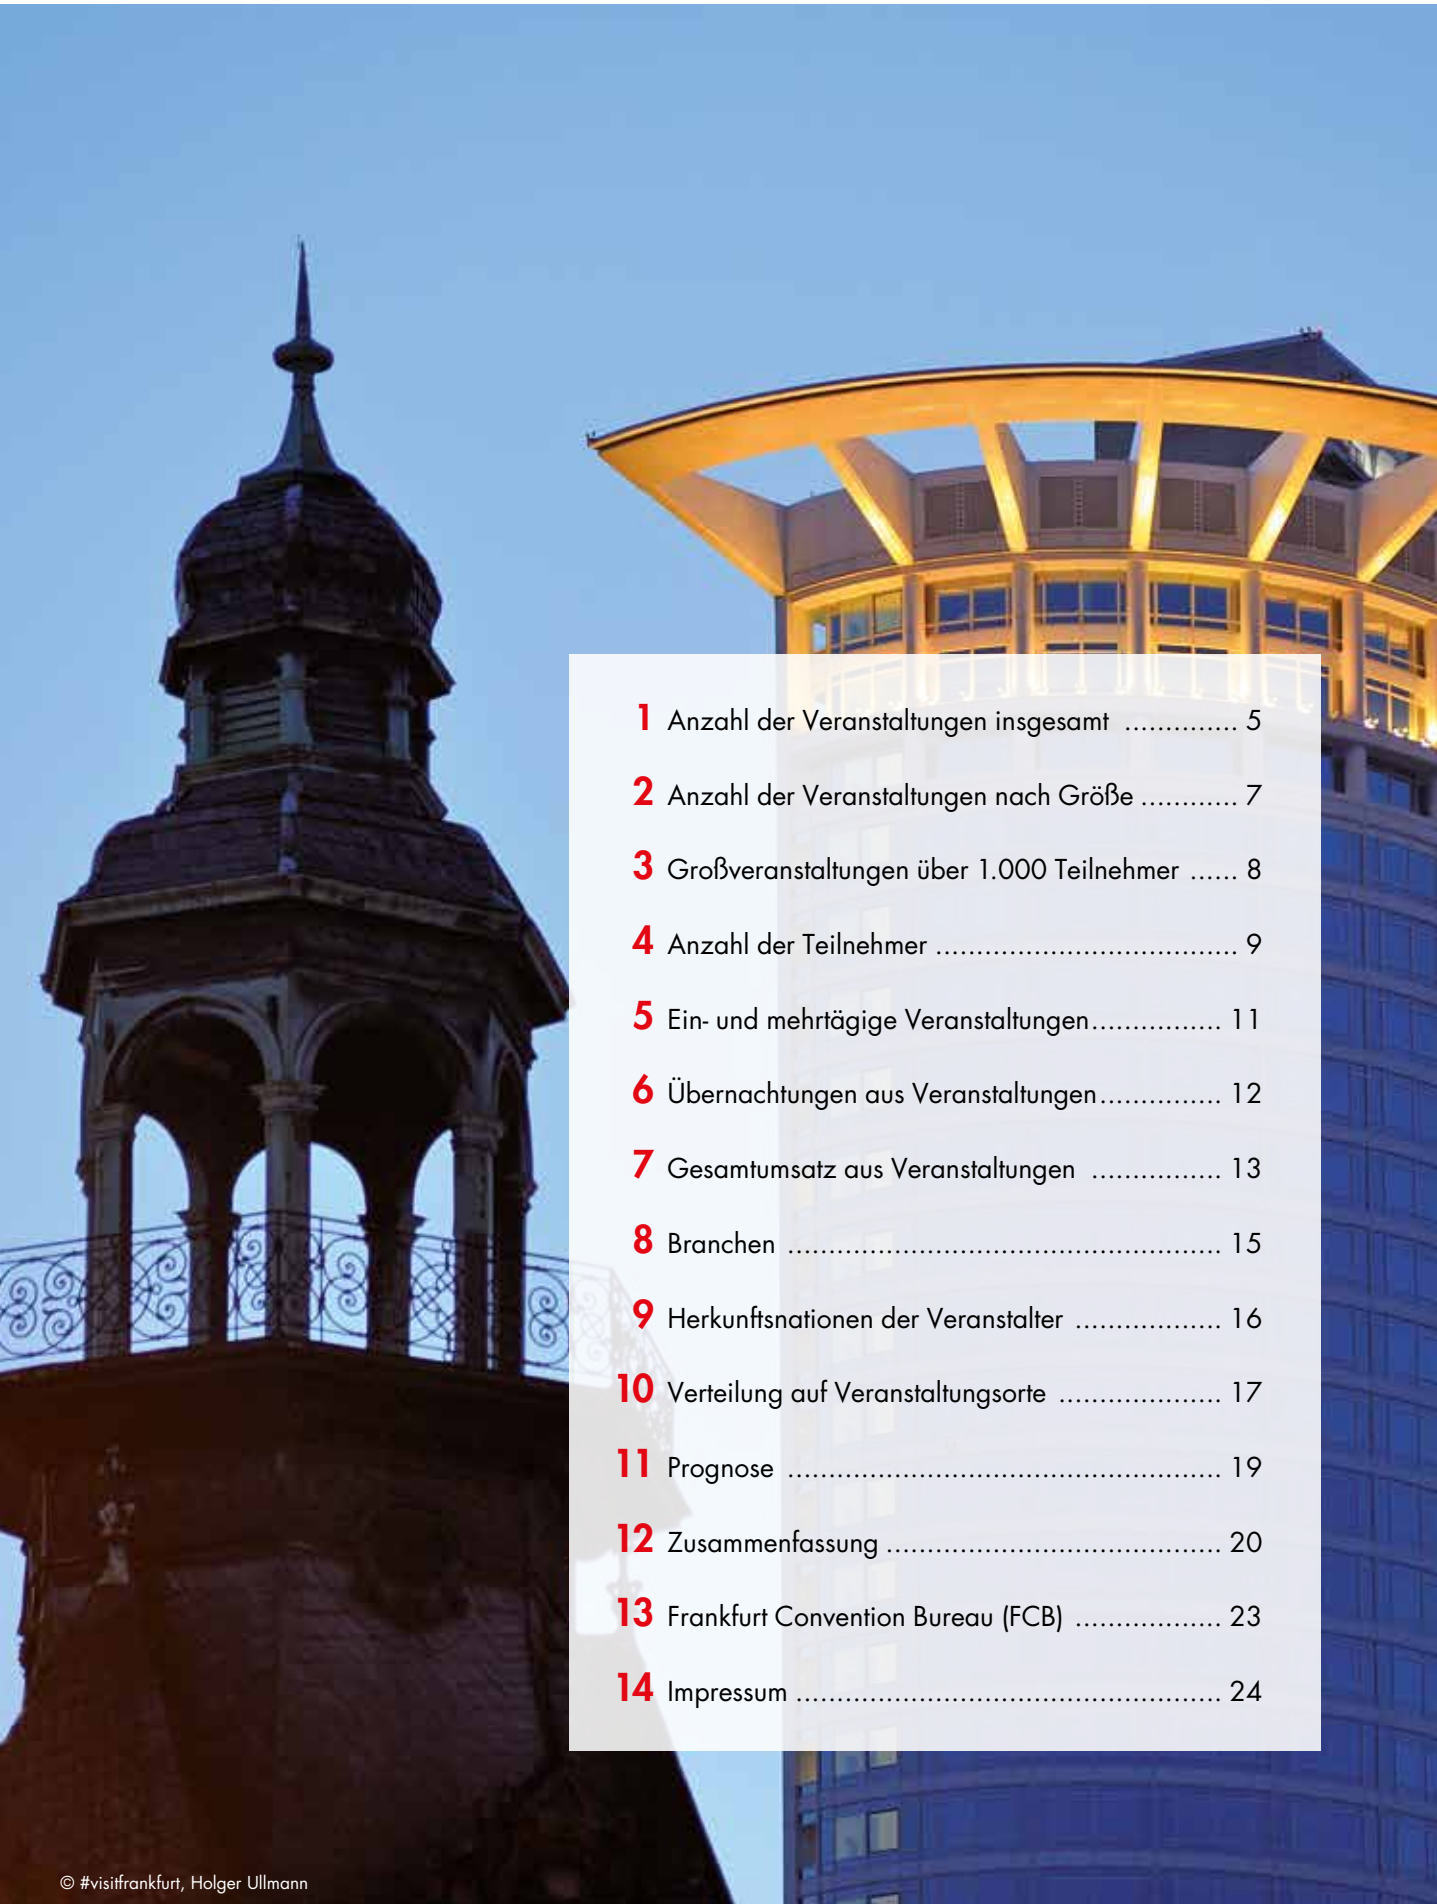 1 Anzahl der Veranstaltungen insgesamt .............. 5
2 Anzahl der Veranstaltungen nach Größe ............ 7
3 Großveranstaltungen über 1.000 Teilnehmer ...... 8
4 Anzahl der Teilnehmer ..................................... 9
5 Ein- und mehrtägige Veranstaltungen................ 11
6 Übernachtungen aus Veranstaltungen............... 12
7 Gesamtumsatz aus Veranstaltungen ................ 13
8 Branchen ..................................................... 15
9 Herkunftsnationen der Veranstalter .................. 16
10 Verteilung auf Veranstaltungsorte .................... 17
11 Prognose ..................................................... 19
12 Zusammenfassung ......................................... 20
13 Frankfurt Convention Bureau (FCB) .................. 23
14 Impressum .................................................... 24
© #visitfrankfurt, Holger Ullmann